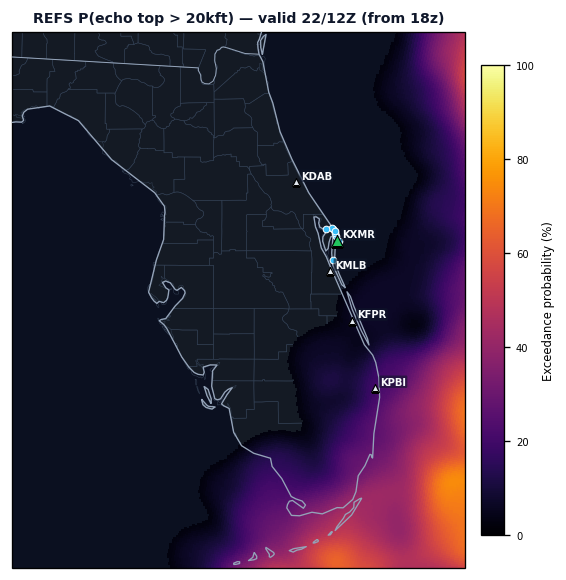 REFS P(echo top > 20kft) — valid 22/12Z (from 18z)
KDAB
KXMR
KMLB
KFPR
KPBI
100
80
60
40
20
0
Exceedance probability (%)